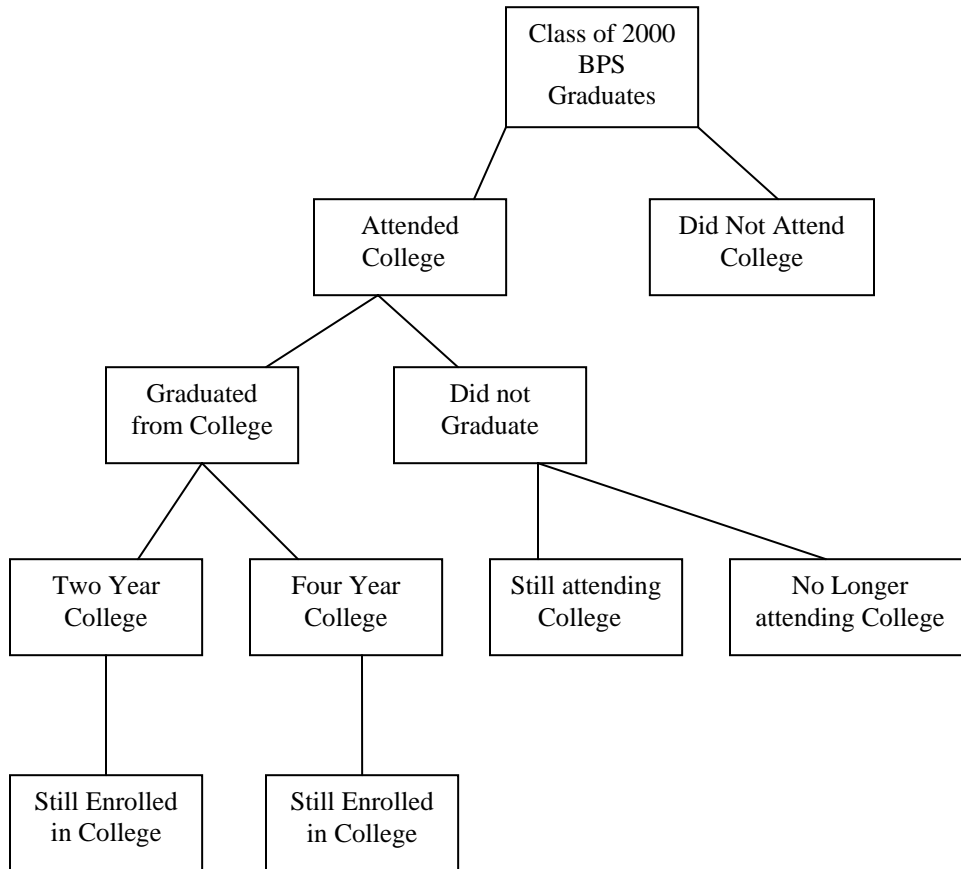 Class of 2000
BPS
Graduates
Attended
College
Did Not Attend
College
Graduated
from College
Did not
Graduate
Two Year
College
Four Year
College
Still attending
College
No Longer
attending College
Still Enrolled
in College
Still Enrolled
in College